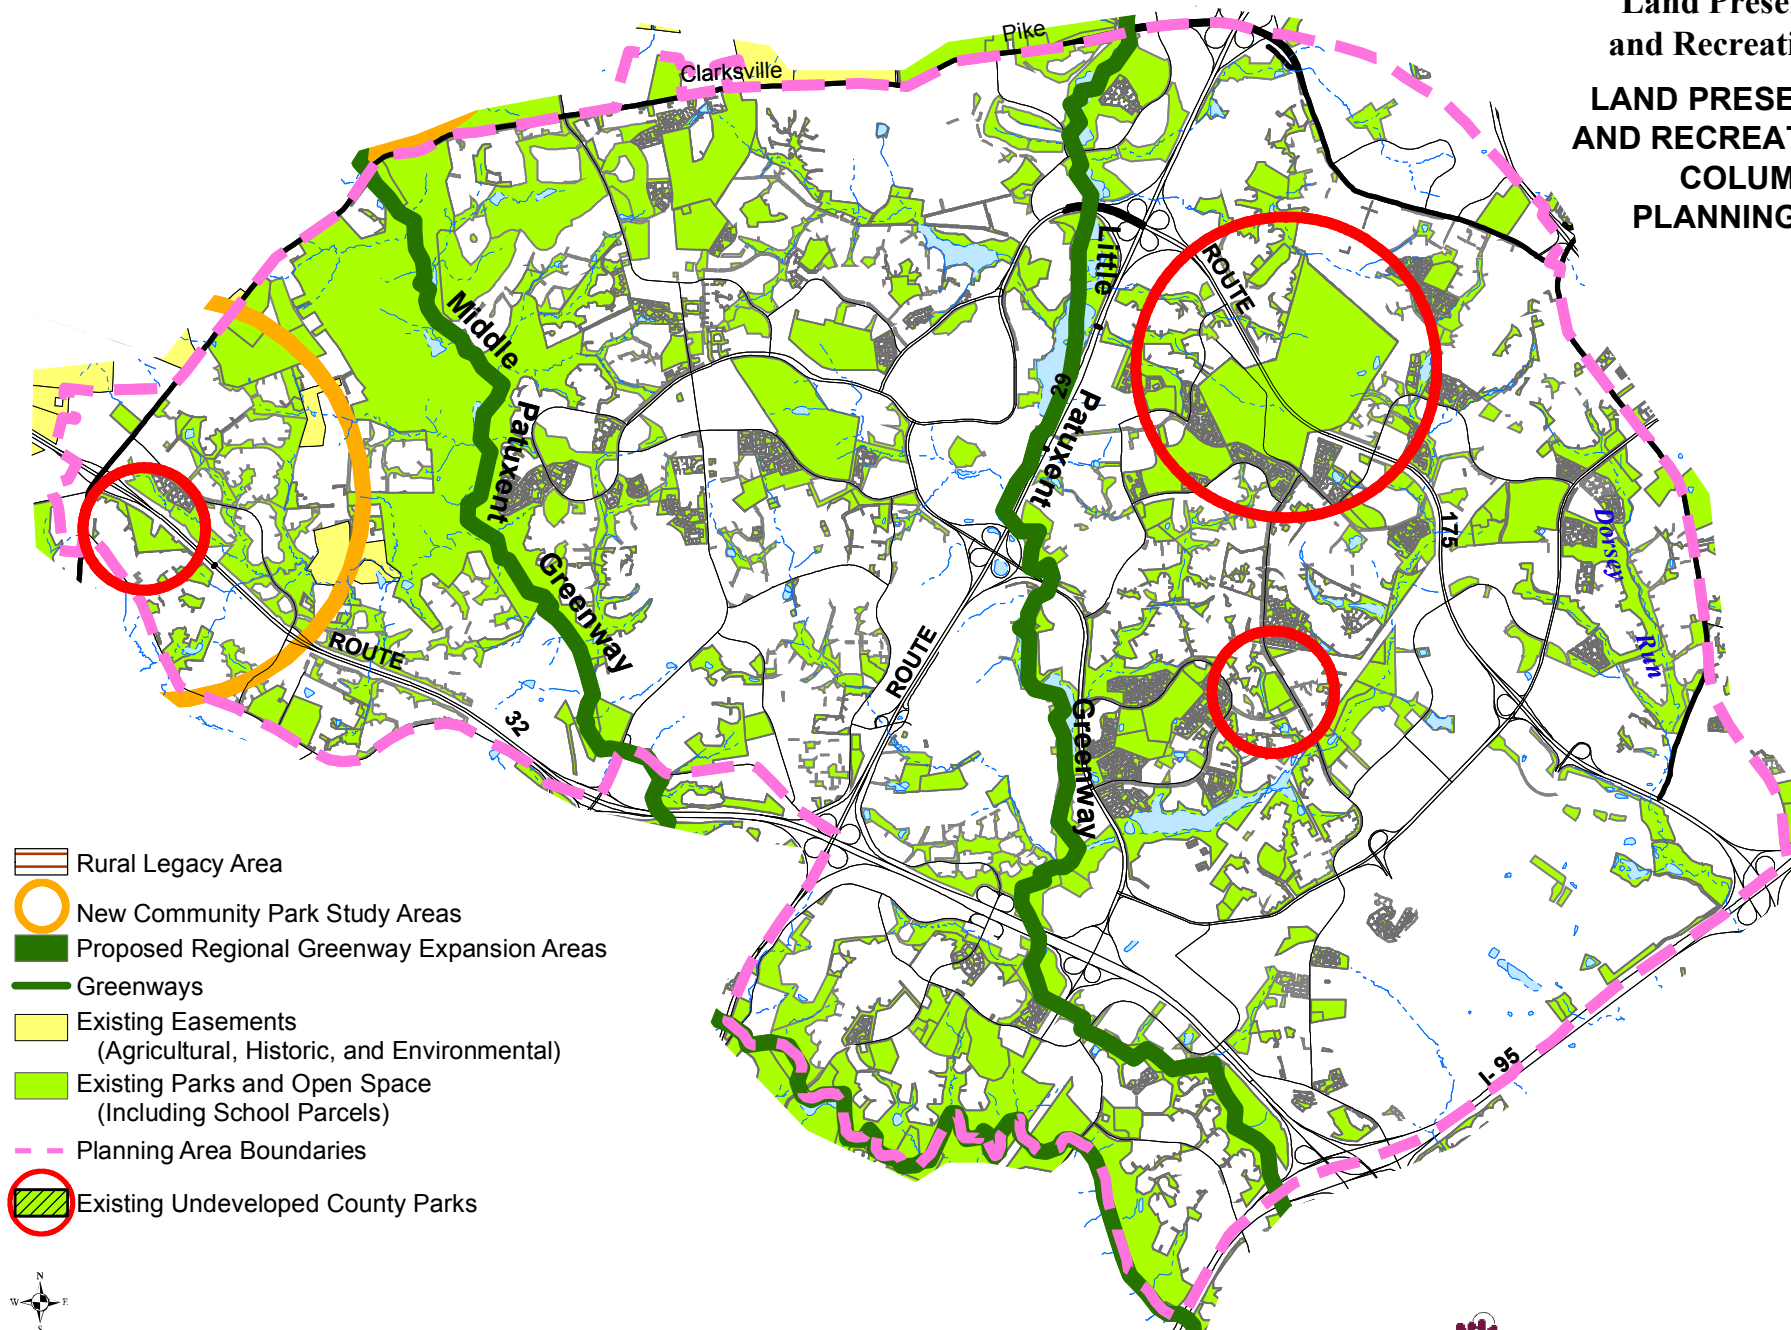 Land Prese
and Recreati
LAND PRESE
AND RECREAT
COLUM
PLANNING
Pike
Clarksville
Little
ROUTE
Middle
29
Patuxent
Patuxent
175
Dorsey
Run
Greenway
ROUTE
ROUTE
32
Greenway
I-95
Rural Legacy Area
New Community Park Study Areas
Proposed Regional Greenway Expansion Areas
Greenways
Existing Easements
(Agricultural, Historic, and Environmental)
Existing Parks and Open Space
(Including School Parcels)
Planning Area Boundaries
Existing Undeveloped County Parks
N
W E
S